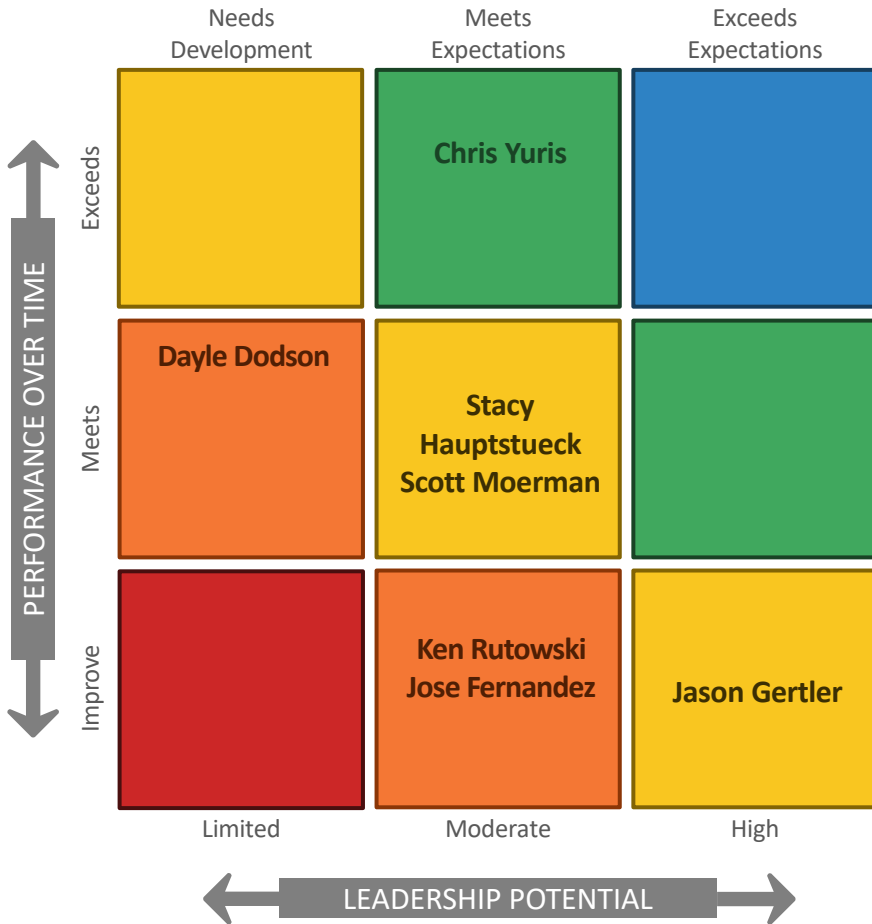 Needs
Development
Meets
Expectations
Exceeds
Expectations
PERFORMANCE OVER TIME
Exceeds
Chris Yuris
Meets
Dayle Dodson
Stacy
Hauptstueck
Scott Moerman
Improve
Ken Rutowski
Jose Fernandez
Jason Gertler
Limited
Moderate
High
LEADERSHIP POTENTIAL